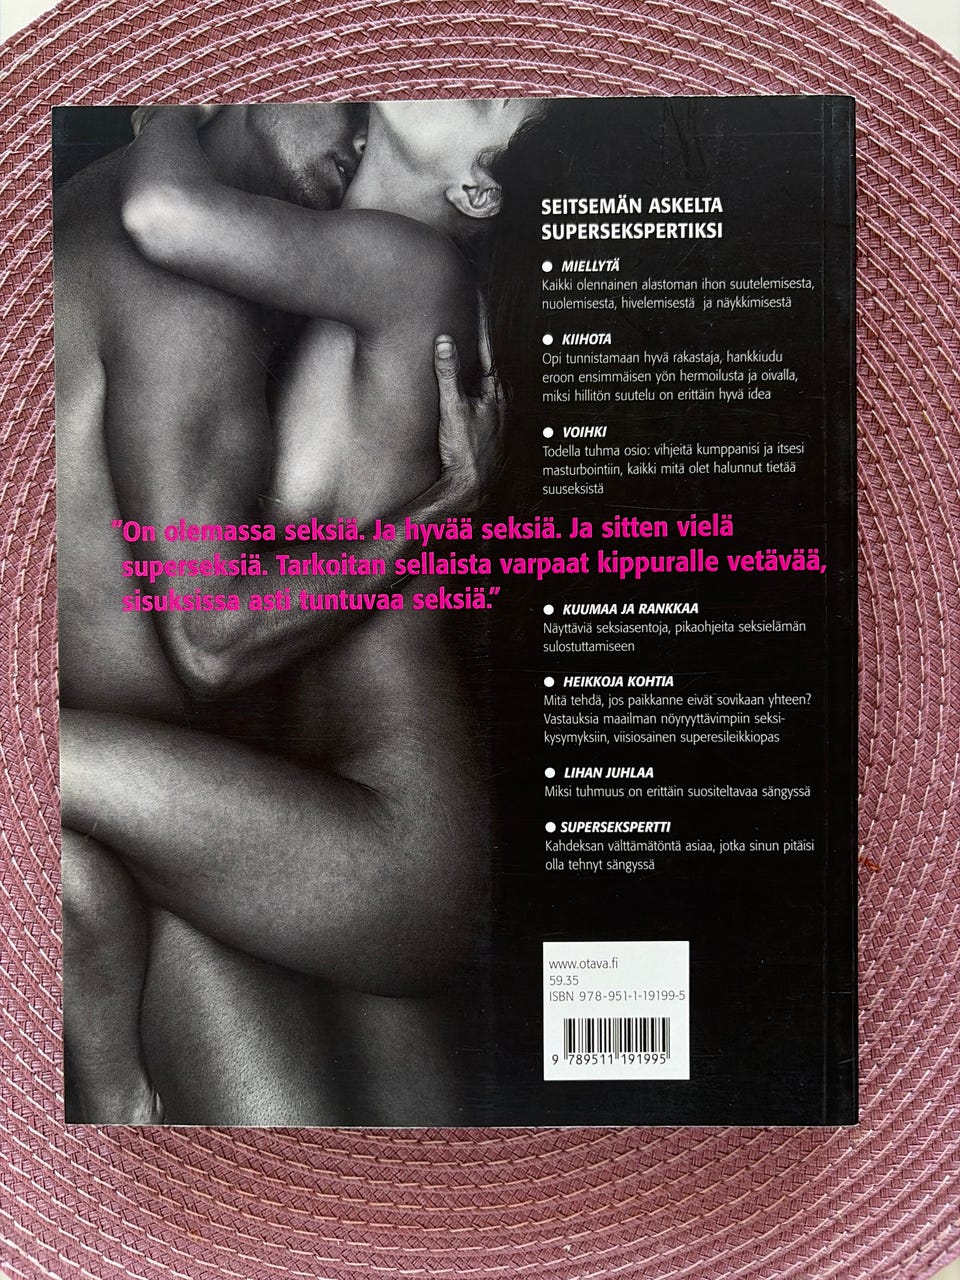 SEITSEMÄN ASKELTA
SUPERSEKSPERTIKSI
● MIELLYTÄ
Kaikki olennainen alastoman ihon suutelemisesta,
nuolemisesta, hivelemisestä ja näykkimisestä
● KIIHOTA
Opi tunnistamaan hyvä rakastaja, hankkiudu
eroon ensimmäisen yön hermoilusta ja oivalla,
miksi hillitön suutelu on erittäin hyvä idea
● VOIHKI
Todella tuhma osio: vihjeitä kumppanisi ja itsesi
masturbointiin, kaikki mitä olet halunnut tietää
suuseksistä
"On olemassa seksiä. Ja hyvää seksiä. Ja sitten vielä
superseksiä. Tarkoitan sellaista varpaat kippuralle vetävää,
sisuksissa asti tuntuvaa seksiä."
● KUUMAA JA RANKKAA
Näyttäviä seksiasentoja, pikaohjeita seksielämän
sulostuttamiseen
● HEIKKOJA KOHTIA
Mitä tehdä, jos paikkanne eivät sovikaan yhteen?
Vastauksia maailman nöyryyttävimpiin seksi-
kysymyksiin, viisiosainen superesileikkiopas
● LIHAN JUHLAA
Miksi tuhmuus on erittäin suositeltavaa sängyssä
● SUPERSEKSPERTTI
Kahdeksan välttämätöntä asiaa, jotka sinun pitäisi
olla tehnyt sängyssä
www.otava.fi
59.35
ISBN 978-951-1-19199-5
9 789511 191995